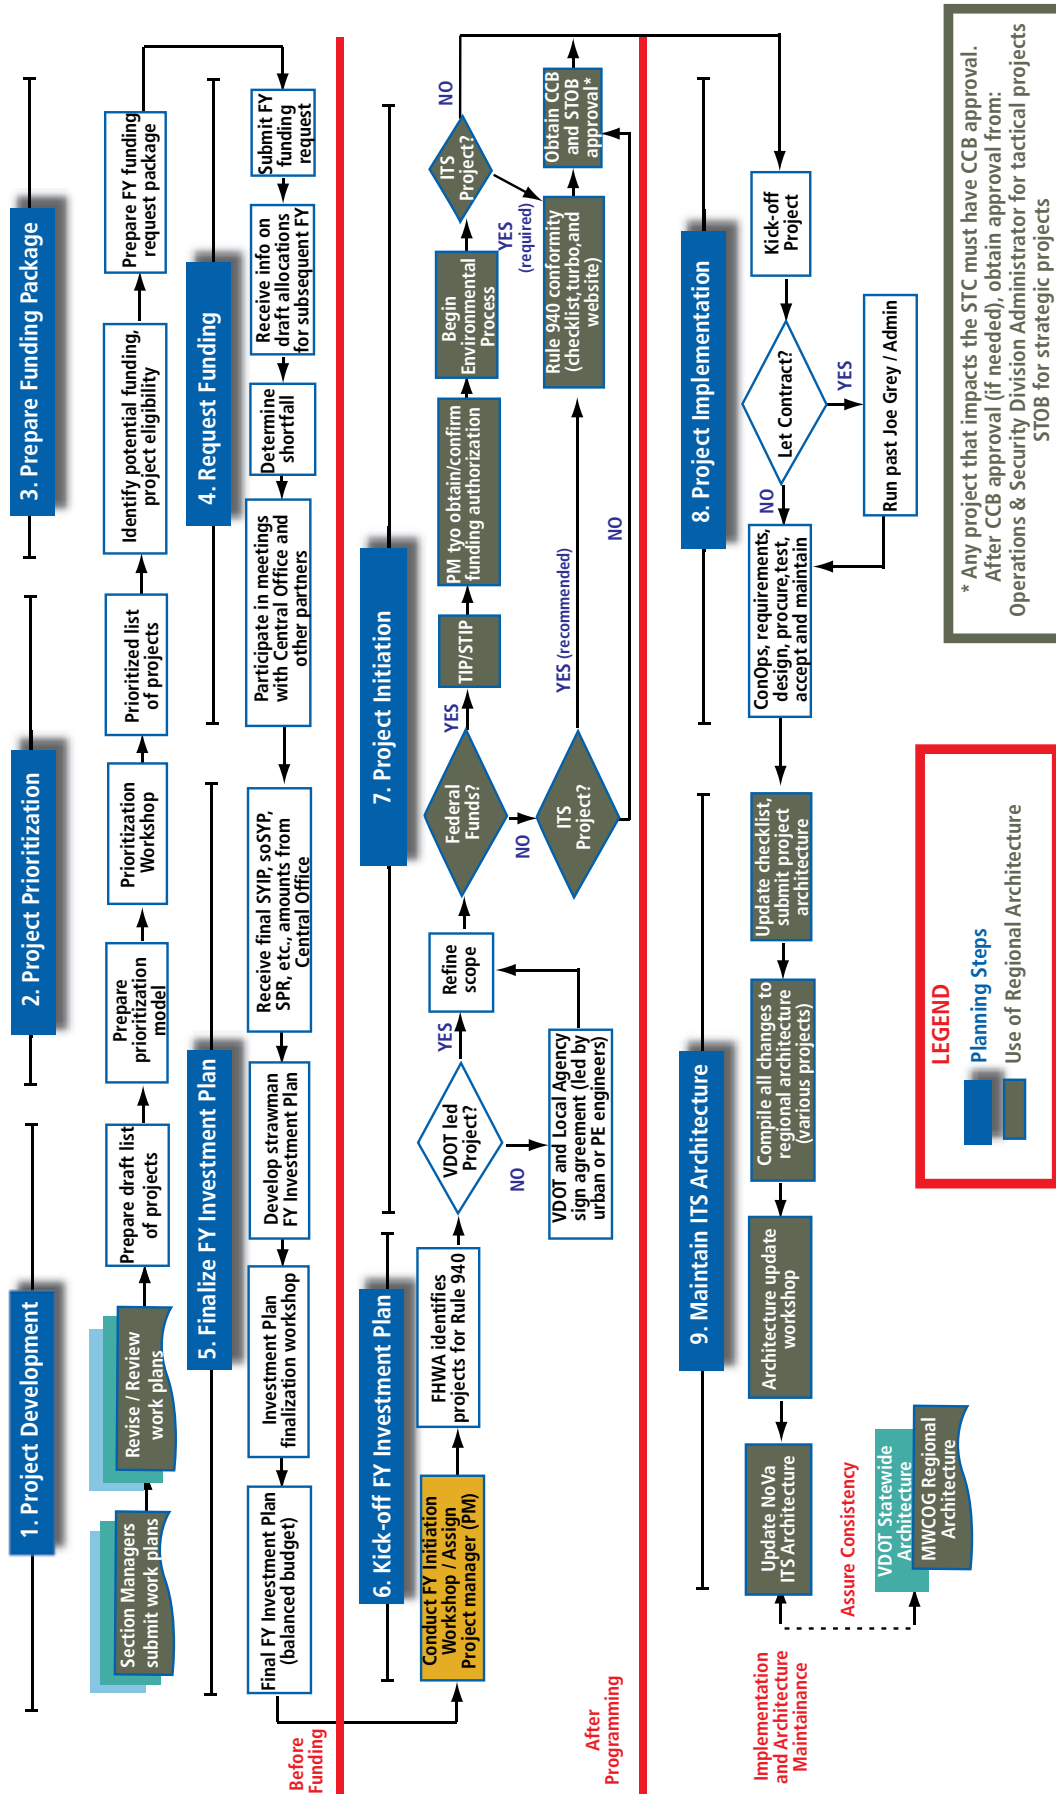 1. Project Development
2. Project Prioritization
3. Prepare Funding Package
Section Managers
submit work plans
Revise / Review
work plans
Prepare draft list
of projects
Prepare
prioritization
model
Prioritization
Workshop
Prioritized list
of projects
Identify potential funding,
project eligibility
Prepare FY funding
request package
5. Finalize FY Investment Plan
4. Request Funding
Submit FY
funding
request
Receive info on
draft allocations
for subsequent FY
Determine
shortfall
Participate in meetings
with Central Office and
other partners
Receive final SYIP, soSYP,
SPR, etc., amounts from
Central Office
Develop strawman
FY Investment Plan
Investment Plan
finalization workshop
Final FY Investment Plan
(balanced budget)
Before
Funding
6. Kick-off FY Investment Plan
7. Project Initiation
Conduct FY Initiation
Workshop / Assign
Project manager (PM)
FHWA identifies
projects for Rule 940
VDOT led
Project?
YES
NO
VDOT and Local Agency
sign agreement (led by
urban or PE engineers)
Refine
scope
Federal
Funds?
YES
NO
TIP/STIP
PM tyo obtain/confirm
funding authorization
Begin
Environmental
Process
ITS
Project?
NO
YES
(required)
ITS
Project?
YES (recommended)
NO
Rule 940 conformity
(checklist,turbo,and
website)
Obtain CCB
and STOB
approval*
After
Programming
9. Maintain ITS Architecture
8. Project Implementation
Kick-off
Project
Let Contract?
NO
YES
Run past Joe Grey / Admin
ConOps, requirements,
design, procure,test,
accept and maintain
Update checklist,
submit project
architecture
Compile all changes to
regional architecture
(various projects)
Architecture update
workshop
Update NoVa
ITS Architecture
Assure Consistency
VDOT Statewide
Architecture
MWCOG Regional
Architecture
Implementation
and Architecture
Maintainance
LEGEND
Planning Steps
Use of Regional Architecture
* Any project that impacts the STC must have CCB approval.
After CCB approval (if needed), obtain approval from:
Operations & Security Division Administrator for tactical projects
STOB for strategic projects